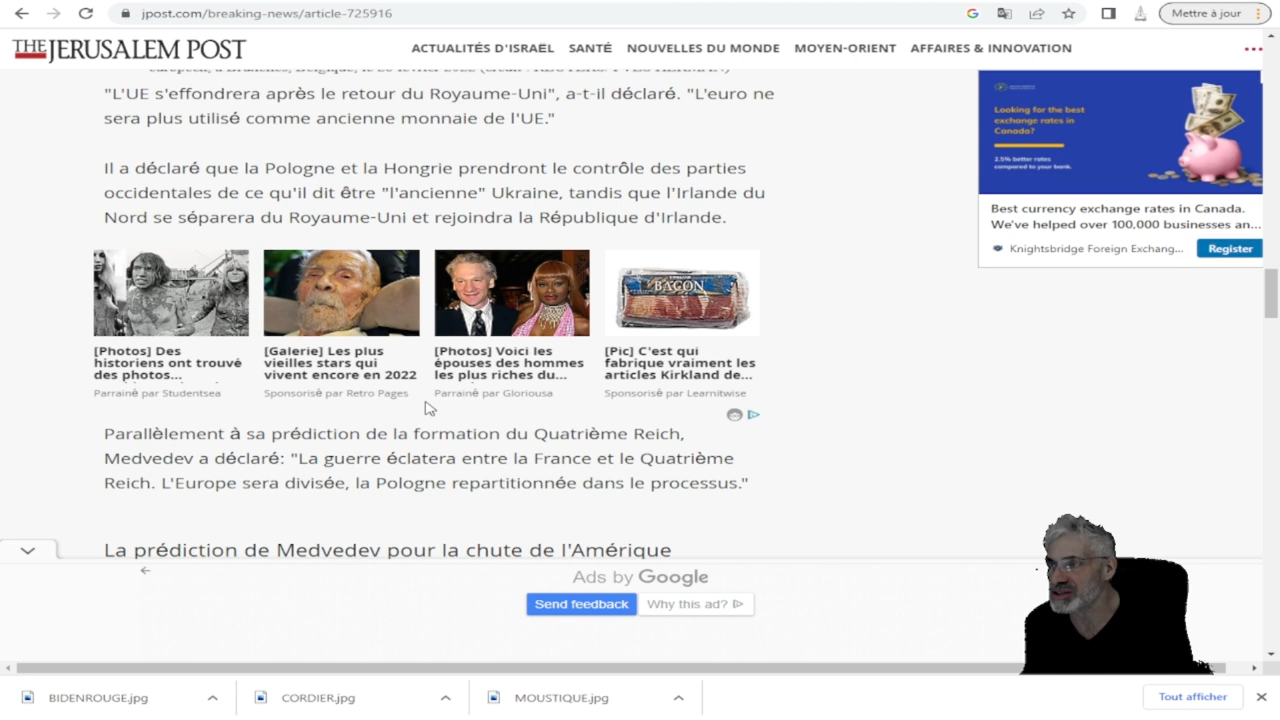 jpost.com/breaking-news/article-725916
Mettre à jour
THE JERUSALEM POST
ACTUALITÉS D'ISRAEL SANTÉ NOUVELLES DU MONDE MOYEN-ORIENT AFFAIRES & INNOVATION
"L'UE s'effondrera après le retour du Royaume-Uni", a-t-il déclaré. "L'euro ne
sera plus utilisé comme ancienne monnaie de l'UE."
Il a déclaré que la Pologne et la Hongrie prendront le contrôle des parties
occidentales de ce qu'il dit être "l'ancienne" Ukraine, tandis que l'Irlande du
Nord se séparera du Royaume-Uni et rejoindra la République d'Irlande.
Looking for the best
exchange rates in
Canada?
2.5% better rates
compared to your bank.
Best currency exchange rates in Canada.
We've helped over 100,000 businesses an...
Knightsbridge Foreign Exchang...
Register
BACON
[Photos] Des
historiens ont trouvé
des photos...
Parrainé par Studentsea
[Galerie] Les plus
vieilles stars qui
vivent encore en 2022
Sponsorisé par Retro Pages
[Photos] Voici les
épouses des hommes
les plus riches du...
Parrainé par Gloriousa
[Pic] C'est qui
fabrique vraiment les
articles Kirkland de...
Sponsorisé par Learnitwise
Parallèlement à sa prédiction de la formation du Quatrième Reich,
Medvedev a déclaré: "La guerre éclatera entre la France et le Quatrième
Reich. L'Europe sera divisée, la Pologne repartitionnée dans le processus."
La prédiction de Medvedev pour la chute de l'Amérique
Ads by Google
Send feedback
Why this ad?
BIDENROUGE.jpg
CORDIER.jpg
MOUSTIQUE.jpg
Tout afficher